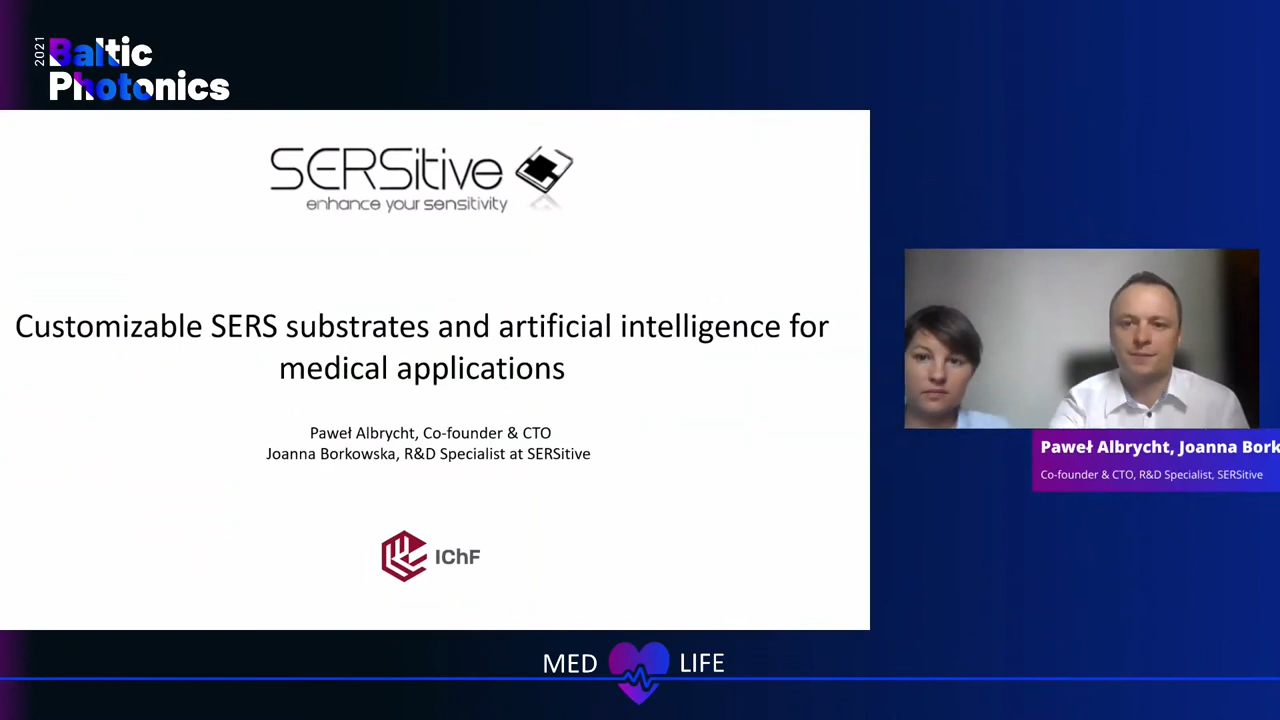 2021
Baltic
Photonics
SERSitive
enhance your sensitivity
Customizable SERS substrates and artificial intelligence for
medical applications
Paweł Albrycht, Co-founder & CTO
Joanna Borkowska, R&D Specialist at SERSitive
IChF
Paweł Albrycht, Joanna Bork
Co-founder & CTO, R&D Specialist, SERSitive
MED LIFE